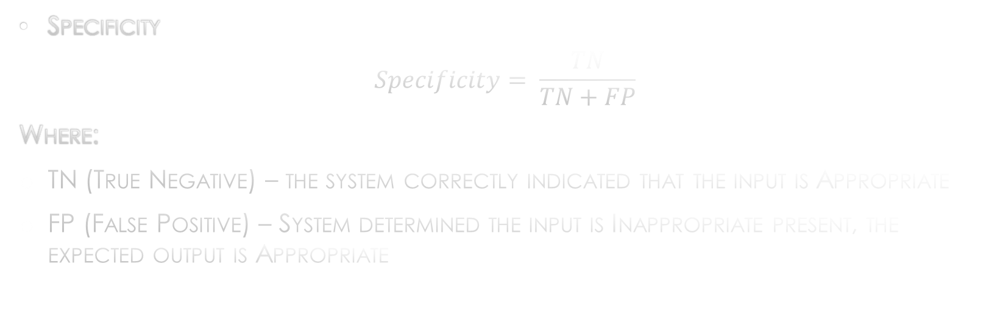 • Specificity
Specificity = TN / TN + FP
Where:
TN (True Negative) – the system correctly indicated that the input is Appropriate
FP (False Positive) – System determined the input is Inappropriate present, the
expected output is Appropriate